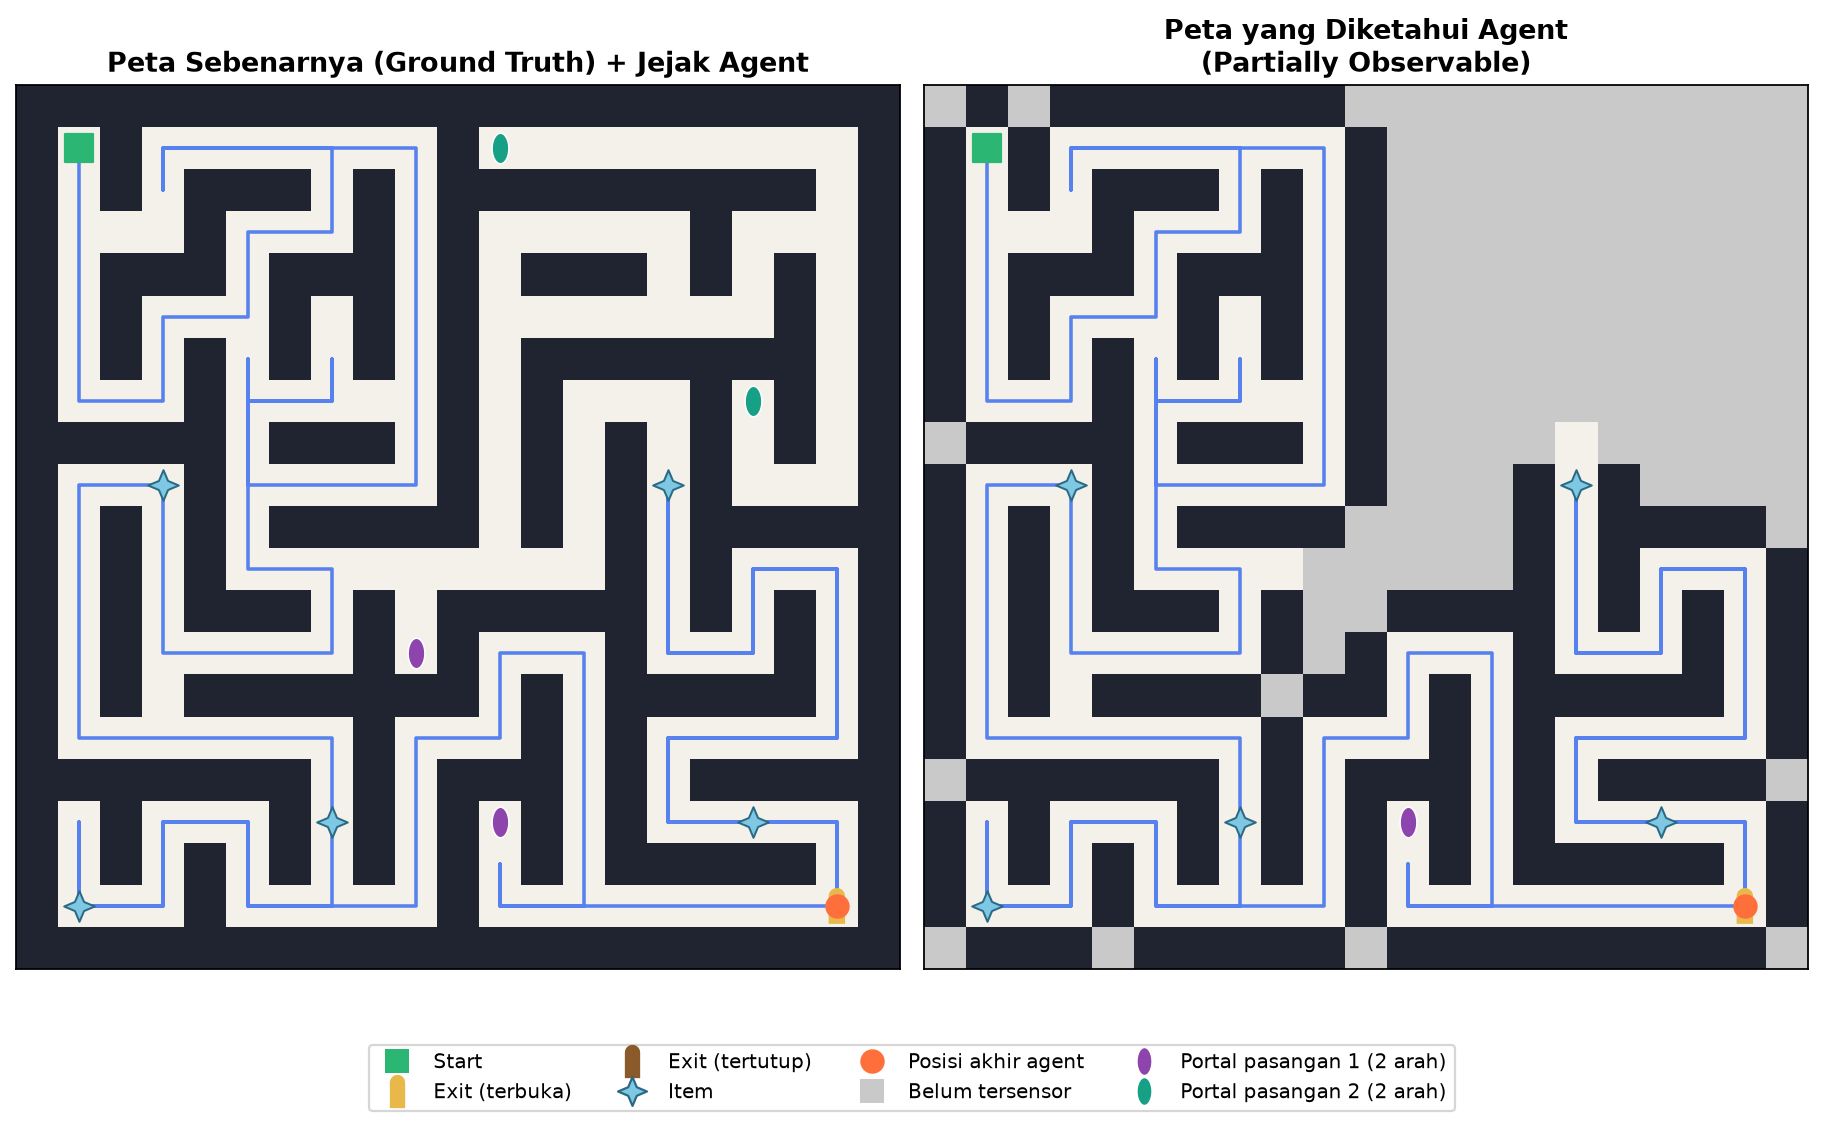 Peta Sebenarnya (Ground Truth) + Jejak Agent
Peta yang Diketahui Agent
(Partially Observable)
Start
Exit (terbuka)
Exit (tertutup)
Item
Posisi akhir agent
Belum tersensor
Portal pasangan 1 (2 arah)
Portal pasangan 2 (2 arah)